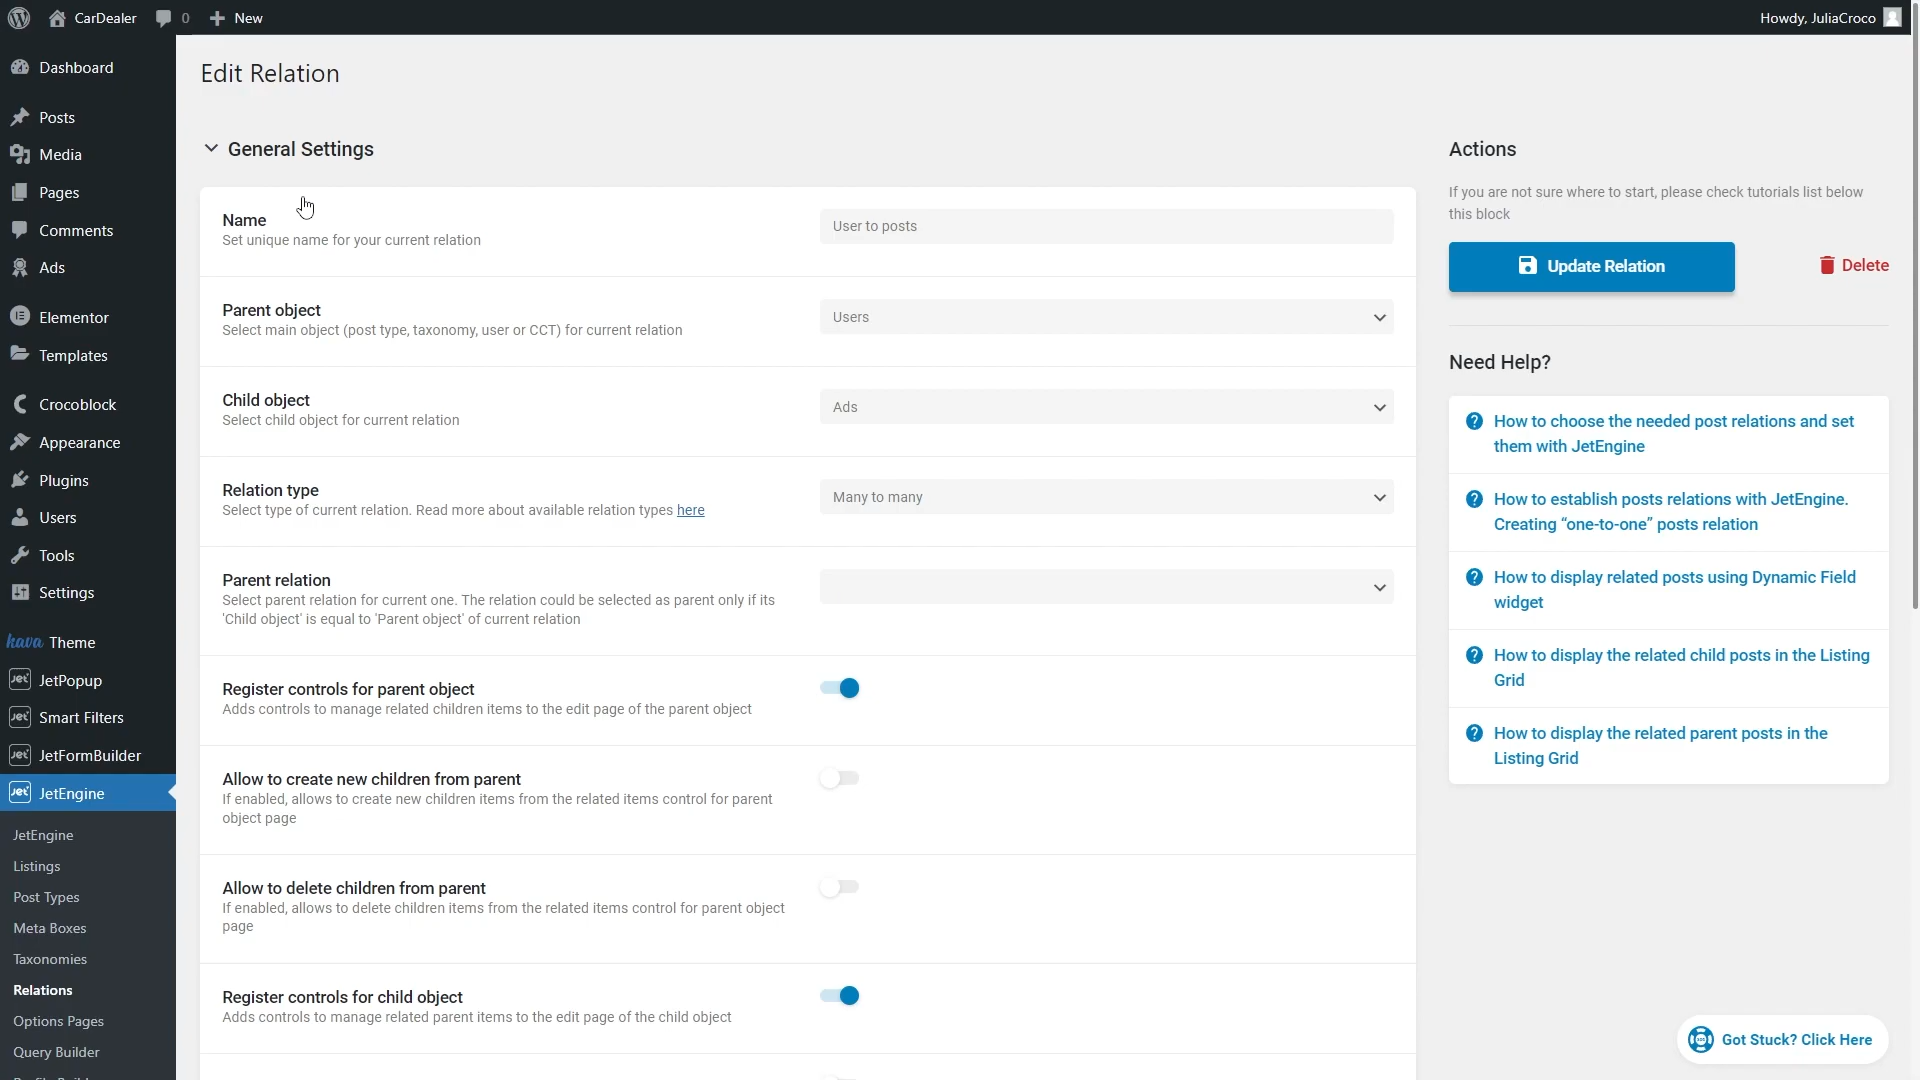 CarDealer
0
New
Howdy, JuliaCroco
Dashboard
Posts
Media
Pages
Comments
Ads
Elementor
Templates
Crocoblock
Appearance
Plugins
Users
Tools
Settings
kava Theme
JetPopup
Smart Filters
JetFormBuilder
JetEngine
JetEngine
Listings
Post Types
Meta Boxes
Taxonomies
Relations
Options Pages
Query Builder
Edit Relation
General Settings
Name
Set unique name for your current relation
User to posts
Parent object
Select main object (post type, taxonomy, user or CCT) for current relation
Users
Child object
Select child object for current relation
Ads
Relation type
Select type of current relation. Read more about available relation types here
Many to many
Parent relation
Select parent relation for current one. The relation could be selected as parent only if its
'Child object' is equal to 'Parent object' of current relation
Register controls for parent object
Adds controls to manage related children items to the edit page of the parent object
Allow to create new children from parent
If enabled, allows to create new children items from the related items control for parent
object page
Allow to delete children from parent
If enabled, allows to delete children items from the related items control for parent object
page
Register controls for child object
Adds controls to manage related parent items to the edit page of the child object
Actions
If you are not sure where to start, please check tutorials list below
this block
Update Relation
Delete
Need Help?
How to choose the needed post relations and set
them with JetEngine
How to establish posts relations with JetEngine.
Creating “one-to-one” posts relation
How to display related posts using Dynamic Field
widget
How to display the related child posts in the Listing
Grid
How to display the related parent posts in the
Listing Grid
Got Stuck? Click Here